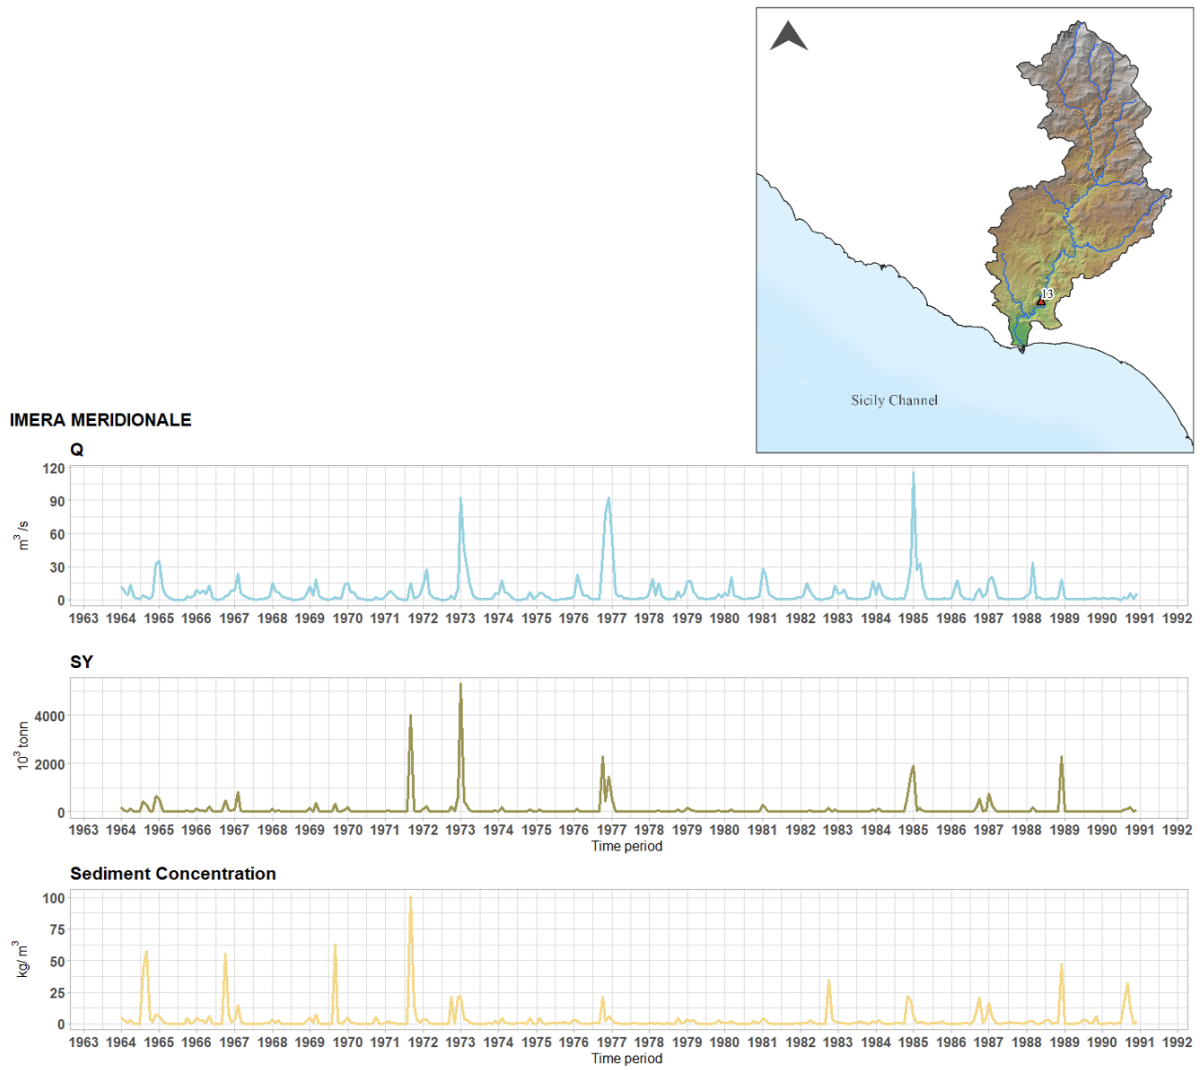 13
Sicily Channel
IMERA MERIDIONALE
Q
m³/s
120
90
60
30
0
1963 1964 1965 1966 1967 1968 1969 1970 1971 1972 1973 1974 1975 1976 1977 1978 1979 1980 1981 1982 1983 1984 1985 1986 1987 1988 1989 1990 1991 1992
SY
10³ tonn
4000
2000
0
1963 1964 1965 1966 1967 1968 1969 1970 1971 1972 1973 1974 1975 1976 1977 1978 1979 1980 1981 1982 1983 1984 1985 1986 1987 1988 1989 1990 1991 1992
Time period
Sediment Concentration
kg/ m³
100
75
50
25
0
1963 1964 1965 1966 1967 1968 1969 1970 1971 1972 1973 1974 1975 1976 1977 1978 1979 1980 1981 1982 1983 1984 1985 1986 1987 1988 1989 1990 1991 1992
Time period